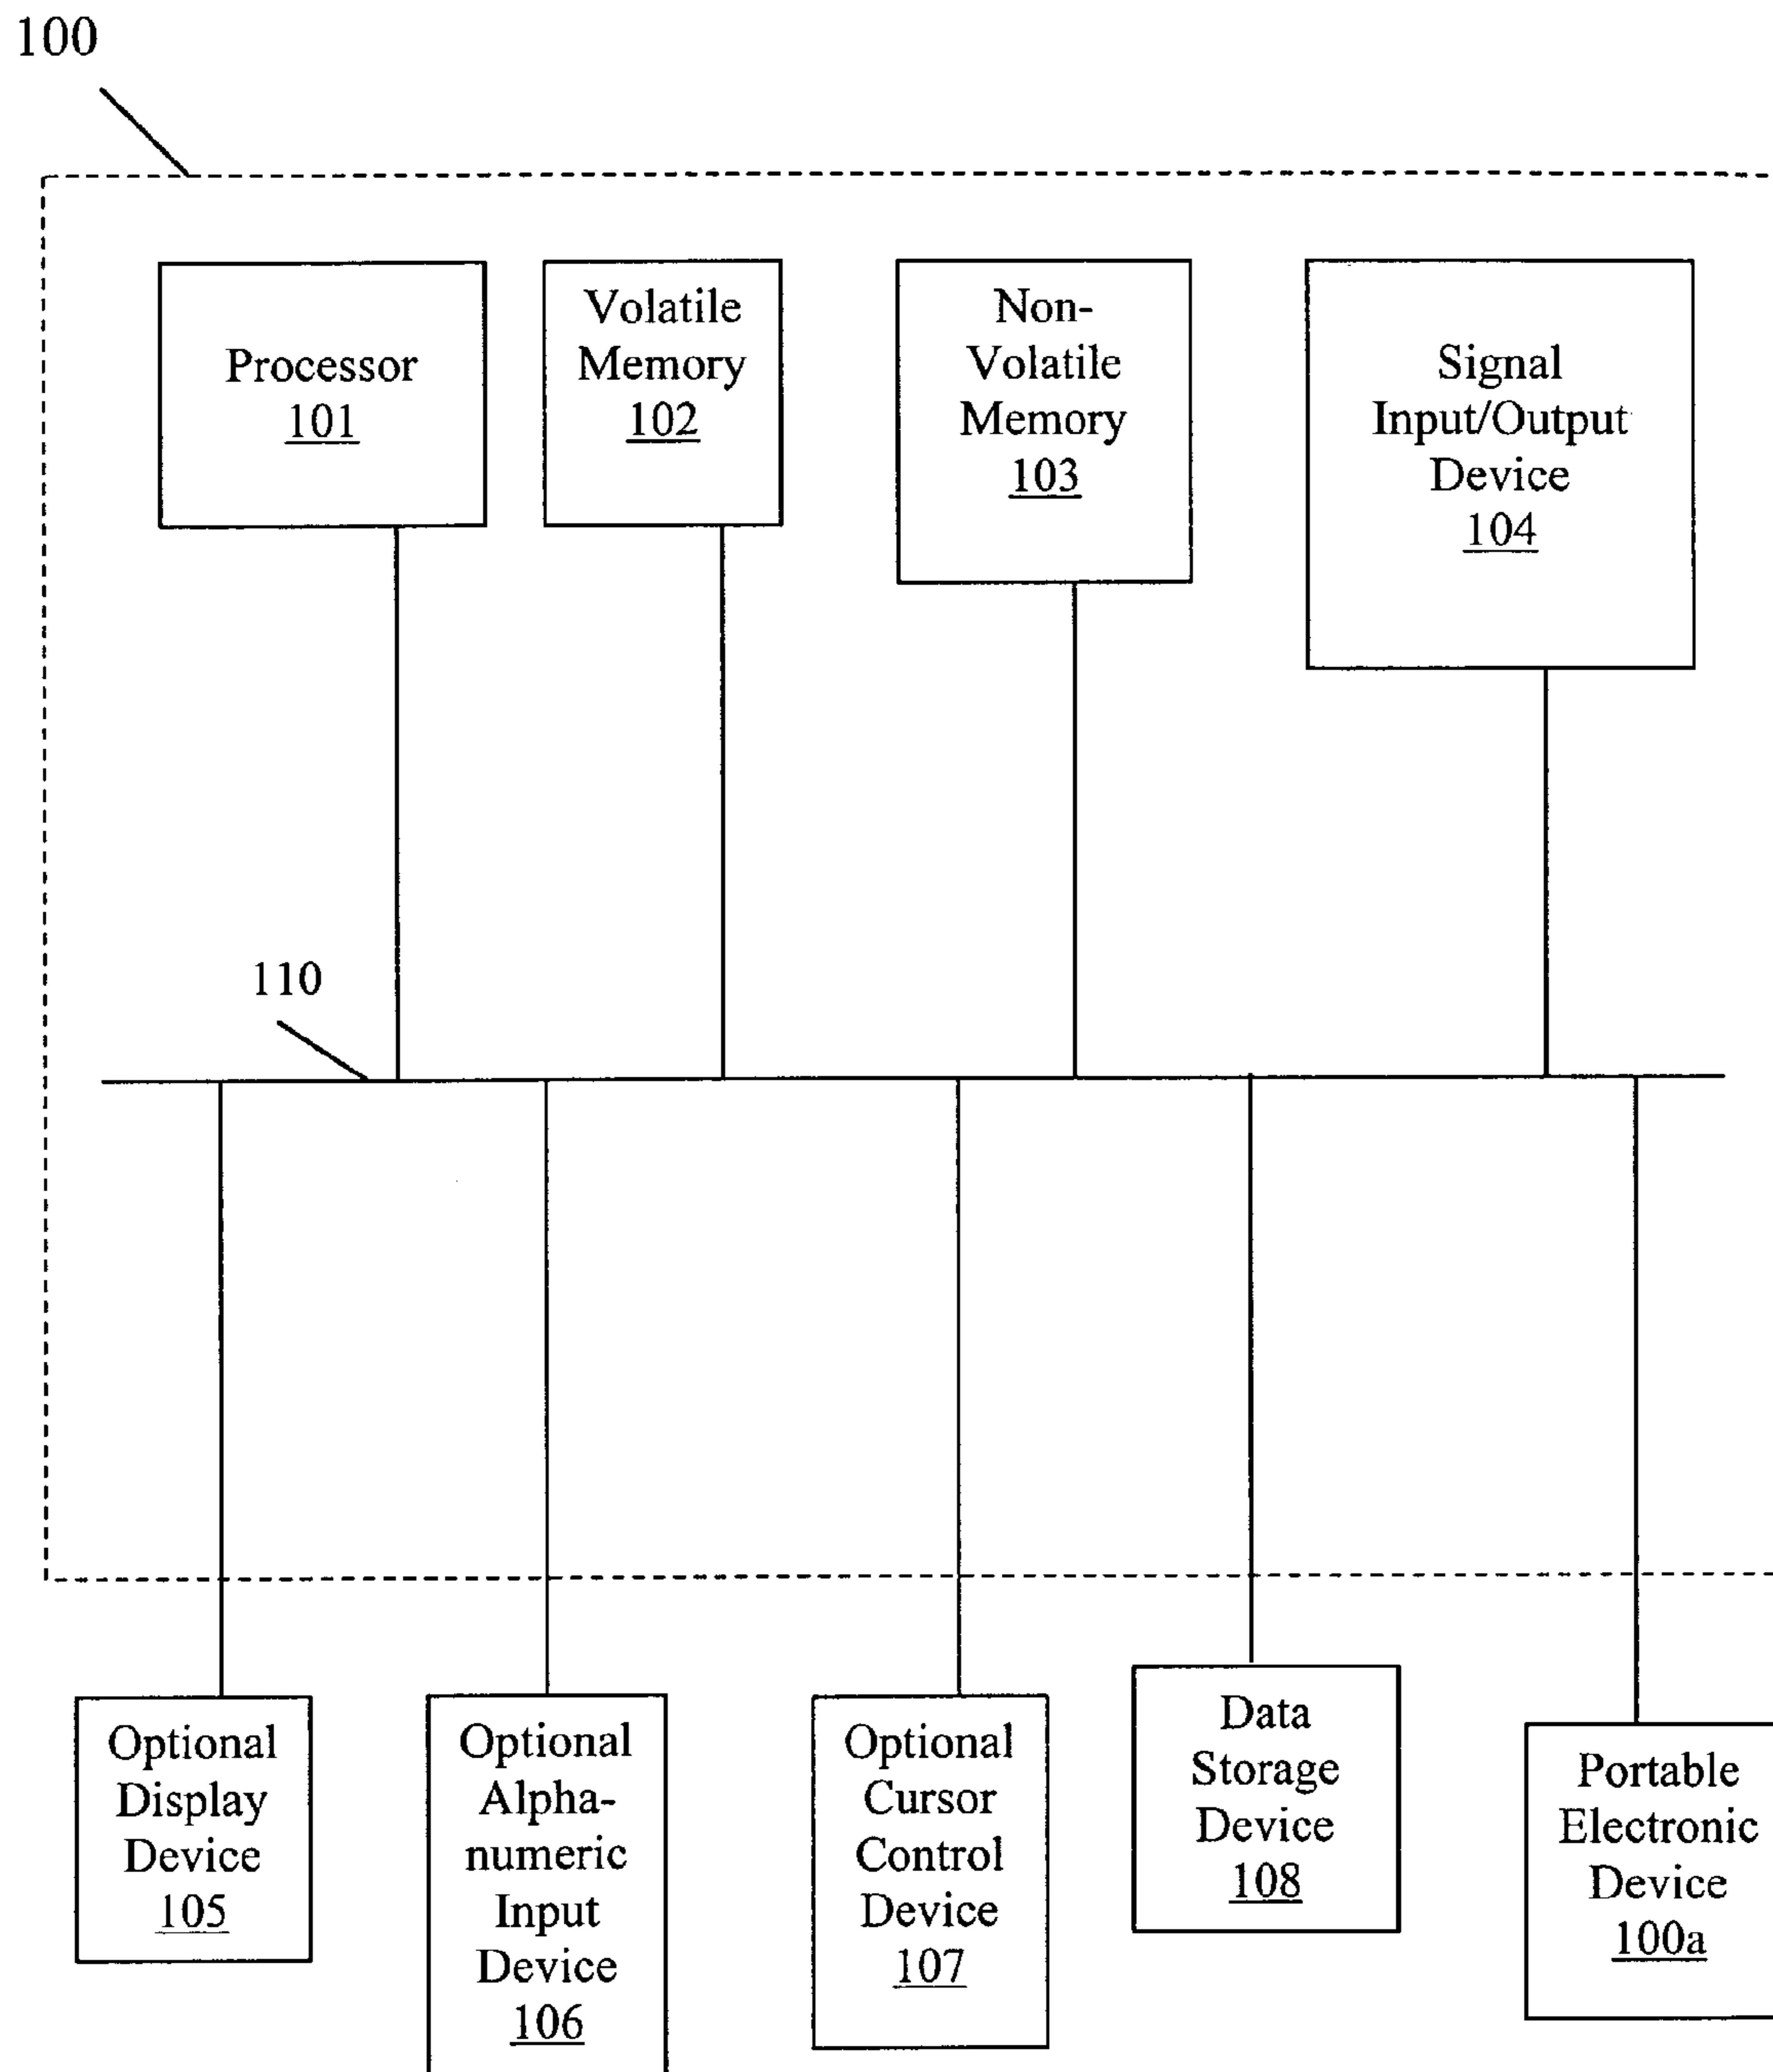 100
Processor
101
Volatile
Memory
102
Non-
Volatile
Memory
103
Signal
Input/Output
Device
104
110
Optional
Display
Device
105
Optional
Alpha-
numeric
Input
Device
106
Optional
Cursor
Control
Device
107
Data
Storage
Device
108
Portable
Electronic
Device
100a